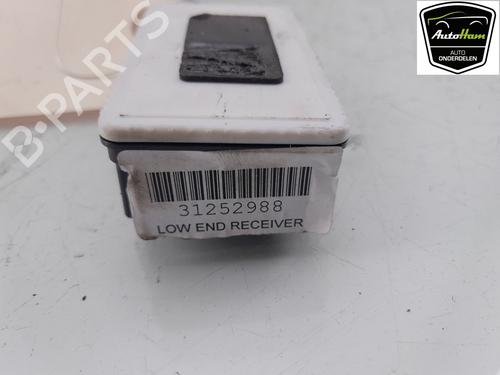 AutoHam
AUTO
ONDERDELEN
B-PARTS
31252988
LOW END RECEIVER